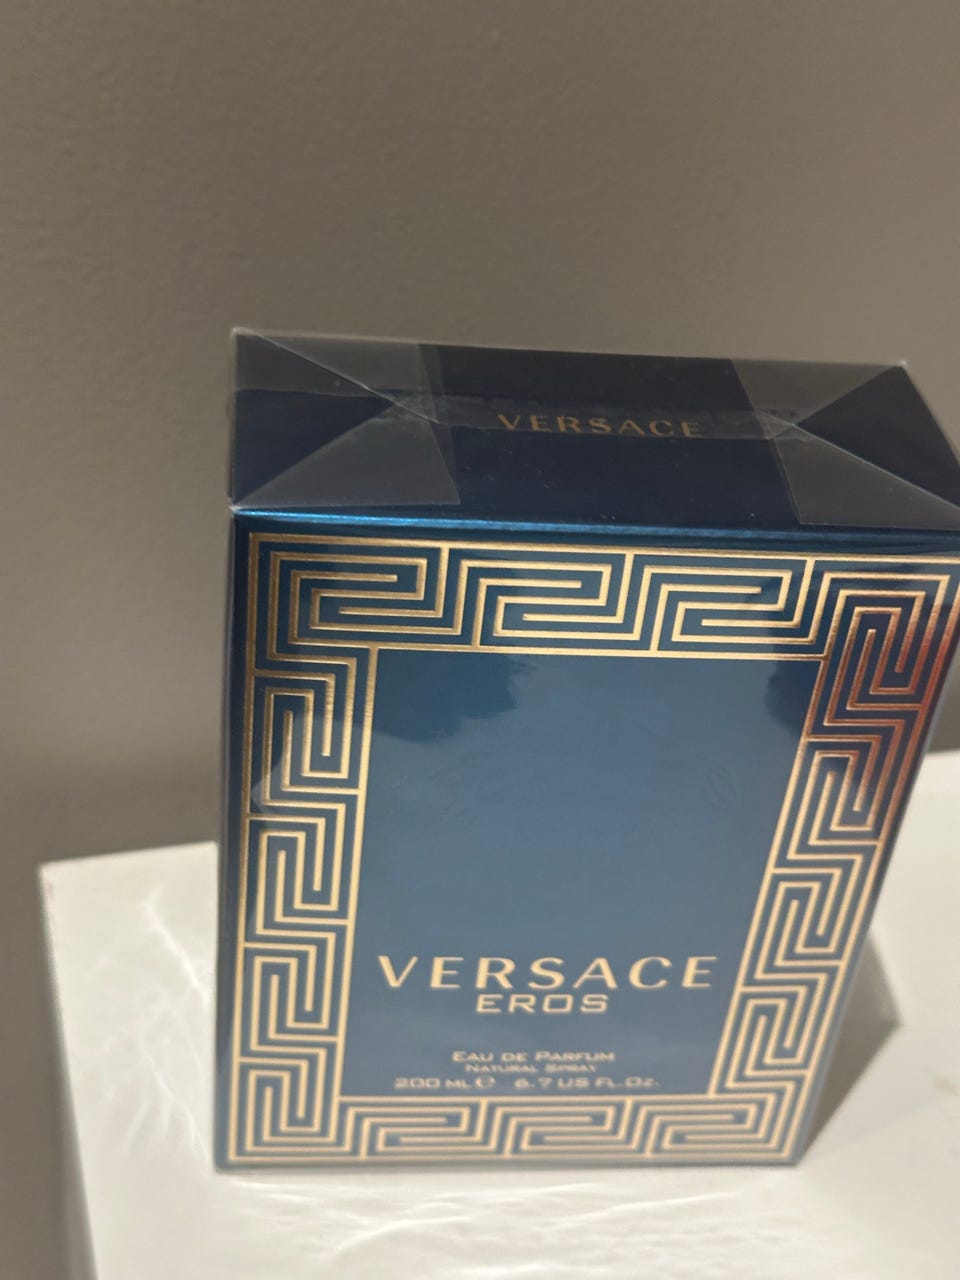 VERSACE
VERSACE
EROS
EAU DE PARFUM
NATURAL SPRAY
200 ML ℮ 6.7 US FL.OZ.